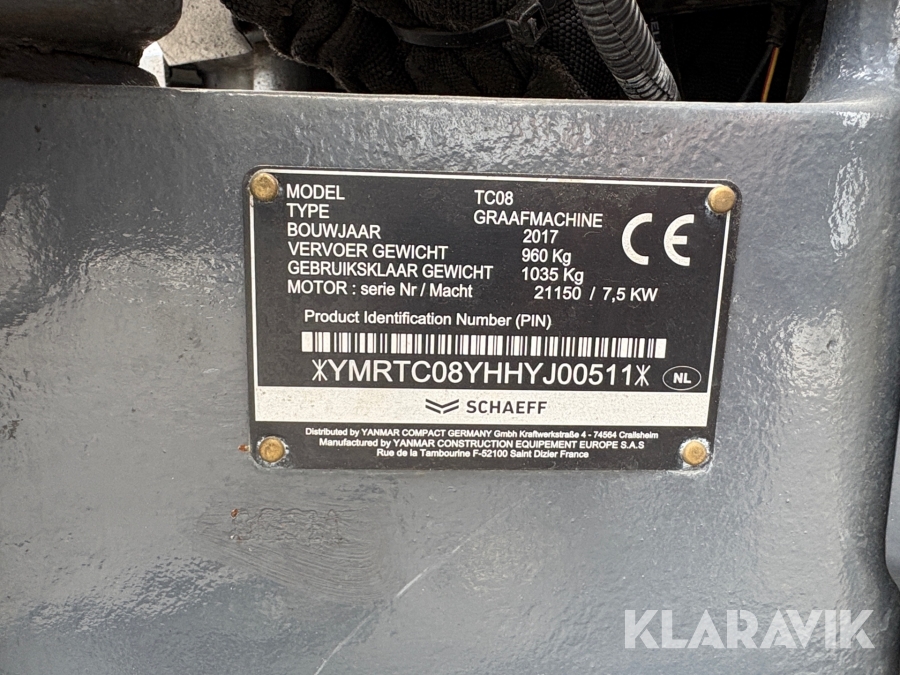 MODEL TC08
TYPE GRAAFMACHINE
BOUWJAAR 2017
VERVOER GEWICHT 960 Kg
GEBRUIKSKLAAR GEWICHT 1035 Kg
MOTOR : serie Nr / Macht 21150 / 7,5 KW
CE
Product Identification Number (PIN)
YMRTC08YHHYJ00511
NL
SCHAEFF
Distributed by YANMAR COMPACT GERMANY Gmbh Kraftwerkstraße 4 - 74564 Crailsheim
Manufactured by YANMAR CONSTRUCTION EQUIPEMENT EUROPE S.A.S
Rue de la Tambourine F-52100 Saint Dizier France
KLARAVIK